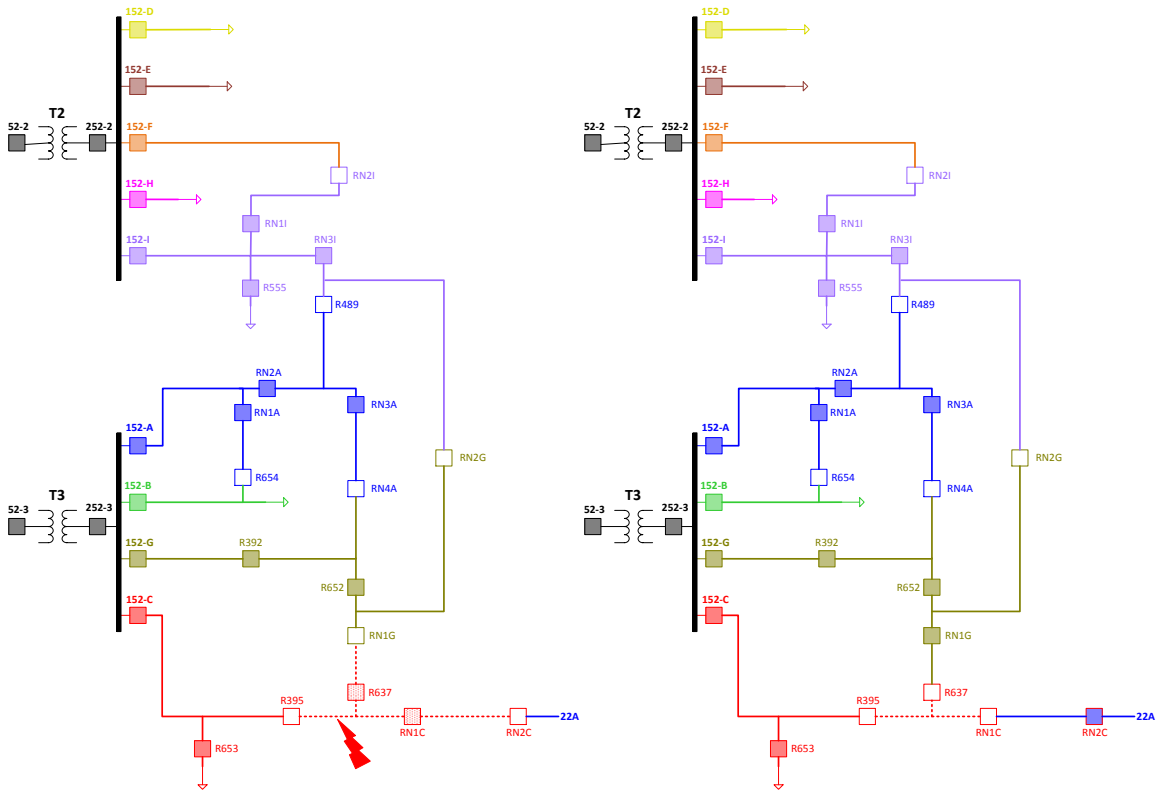 152-D
152-E
T2
52-2
252-2
152-F
RN2I
152-H
RN1I
152-I
RN3I
R555
R489
RN2A
RN3A
RN1A
152-A
R654
RN2G
152-B
RN4A
T3
52-3
252-3
152-G
R392
R652
152-C
RN1G
R637
R395
22A
RN1C
RN2C
R653
152-D
152-E
T2
52-2
252-2
152-F
RN2I
152-H
RN1I
152-I
RN3I
R555
R489
RN2A
RN3A
RN1A
152-A
R654
RN2G
152-B
RN4A
T3
52-3
252-3
152-G
R392
R652
152-C
RN1G
R637
R395
22A
RN1C
RN2C
R653